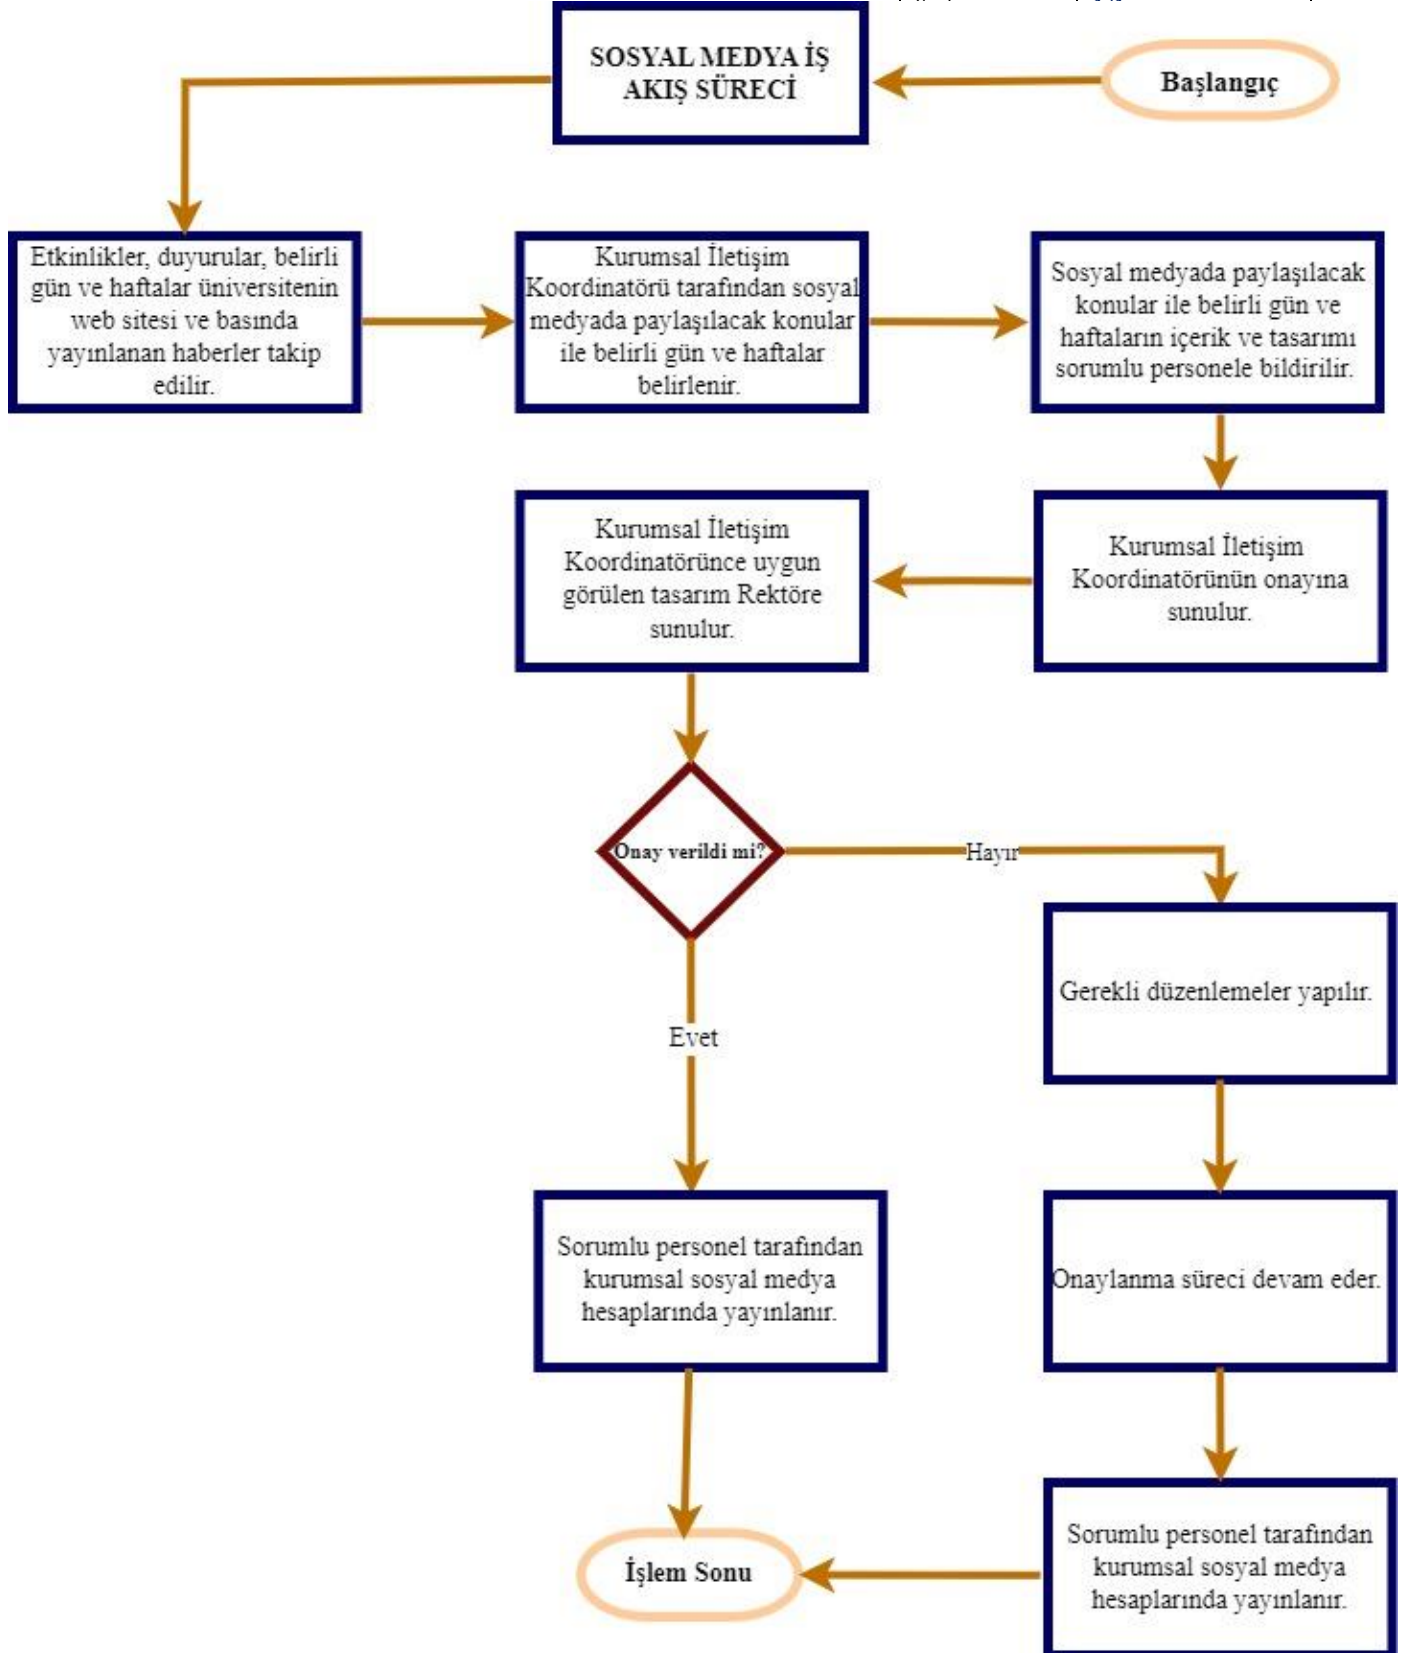 SOSYAL MEDYA İŞ
AKIŞ SÜRECİ
Başlangıç
Etkinlikler, duyurular, belirli
gün ve haftalar üniversitenin
web sitesi ve basında
yayınlanan haberler takip
edilir.
Kurumsal İletişim
Koordinatörü tarafından sosyal
medyada paylaşılacak konular
ile belirli gün ve haftalar
belirlenir.
Sosyal medyada paylaşılacak
konular ile belirli gün ve
haftaların içerik ve tasarımı
sorumlu personele bildirilir.
Kurumsal İletişim
Koordinatörünün onayına
sunulur.
Kurumsal İletişim
Koordinatörünce uygun
görülen tasarım Rektöre
sunulur.
Onay verildi mi?
Hayır
Gerekli düzenlemeler yapılır.
Evet
Sorumlu personel tarafından
kurumsal sosyal medya
hesaplarında yayınlanır.
Onaylanma süreci devam eder.
Sorumlu personel tarafından
kurumsal sosyal medya
hesaplarında yayınlanır.
İşlem Sonu